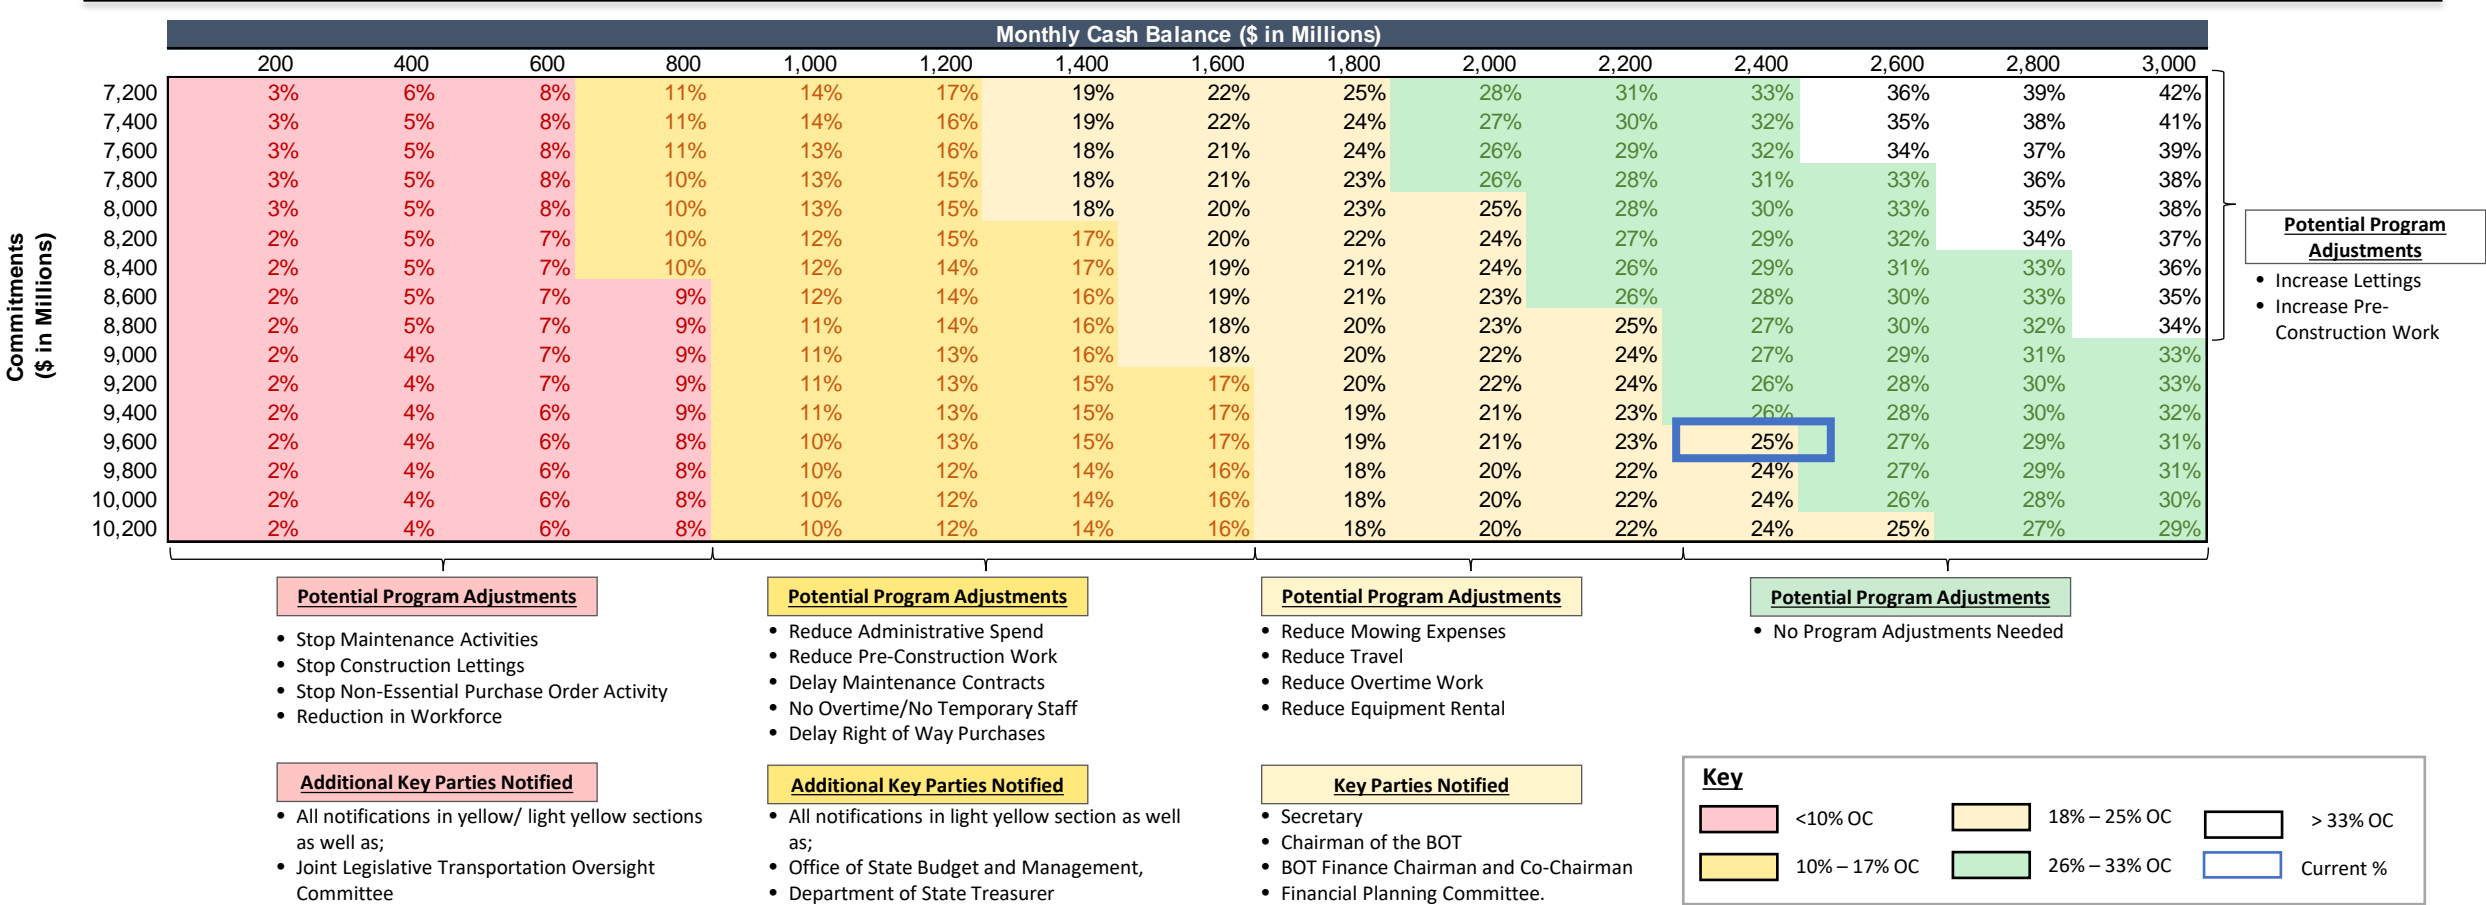 Monthly Cash Balance ($ in Millions)
200 400 600 800 1,000 1,200 1,400 1,600 1,800 2,000 2,200 2,400 2,600 2,800 3,000
Commitments
($ in Millions)
7,200 3% 6% 8% 11% 14% 17% 19% 22% 25% 28% 31% 33% 36% 39% 42%
7,400 3% 5% 8% 11% 14% 16% 19% 22% 24% 27% 30% 32% 35% 38% 41%
7,600 3% 5% 8% 11% 13% 16% 18% 21% 24% 26% 29% 32% 34% 37% 39%
7,800 3% 5% 8% 10% 13% 15% 18% 21% 23% 26% 28% 31% 33% 36% 38%
8,000 3% 5% 8% 10% 13% 15% 18% 20% 23% 25% 28% 30% 33% 35% 38%
8,200 2% 5% 7% 10% 12% 15% 17% 20% 22% 24% 27% 29% 32% 34% 37%
8,400 2% 5% 7% 10% 12% 14% 17% 19% 21% 24% 26% 29% 31% 33% 36%
8,600 2% 5% 7% 9% 12% 14% 16% 19% 21% 23% 26% 28% 30% 33% 35%
8,800 2% 5% 7% 9% 11% 14% 16% 18% 20% 23% 25% 27% 30% 32% 34%
9,000 2% 4% 7% 9% 11% 13% 16% 18% 20% 22% 24% 27% 29% 31% 33%
9,200 2% 4% 7% 9% 11% 13% 15% 17% 20% 22% 24% 26% 28% 30% 33%
9,400 2% 4% 6% 9% 11% 13% 15% 17% 19% 21% 23% 26% 28% 30% 32%
9,600 2% 4% 6% 8% 10% 13% 15% 17% 19% 21% 23% 25% 27% 29% 31%
9,800 2% 4% 6% 8% 10% 12% 14% 16% 18% 20% 22% 24% 27% 29% 31%
10,000 2% 4% 6% 8% 10% 12% 14% 16% 18% 20% 22% 24% 26% 28% 30%
10,200 2% 4% 6% 8% 10% 12% 14% 16% 18% 20% 22% 24% 25% 27% 29%
Potential Program
Adjustments
• Increase Lettings
• Increase Pre-
Construction Work
Potential Program Adjustments
• Stop Maintenance Activities
• Stop Construction Lettings
• Stop Non-Essential Purchase Order Activity
• Reduction in Workforce
Additional Key Parties Notified
• All notifications in yellow/ light yellow sections
as well as;
• Joint Legislative Transportation Oversight
Committee
Potential Program Adjustments
• Reduce Administrative Spend
• Reduce Pre-Construction Work
• Delay Maintenance Contracts
• No Overtime/No Temporary Staff
• Delay Right of Way Purchases
Additional Key Parties Notified
• All notifications in light yellow section as well
as;
• Office of State Budget and Management,
• Department of State Treasurer
Potential Program Adjustments
• Reduce Mowing Expenses
• Reduce Travel
• Reduce Overtime Work
• Reduce Equipment Rental
Key Parties Notified
• Secretary
• Chairman of the BOT
• BOT Finance Chairman and Co-Chairman
• Financial Planning Committee.
Potential Program Adjustments
• No Program Adjustments Needed
Key
<10% OC
18% – 25% OC
> 33% OC
10% – 17% OC
26% – 33% OC
Current %